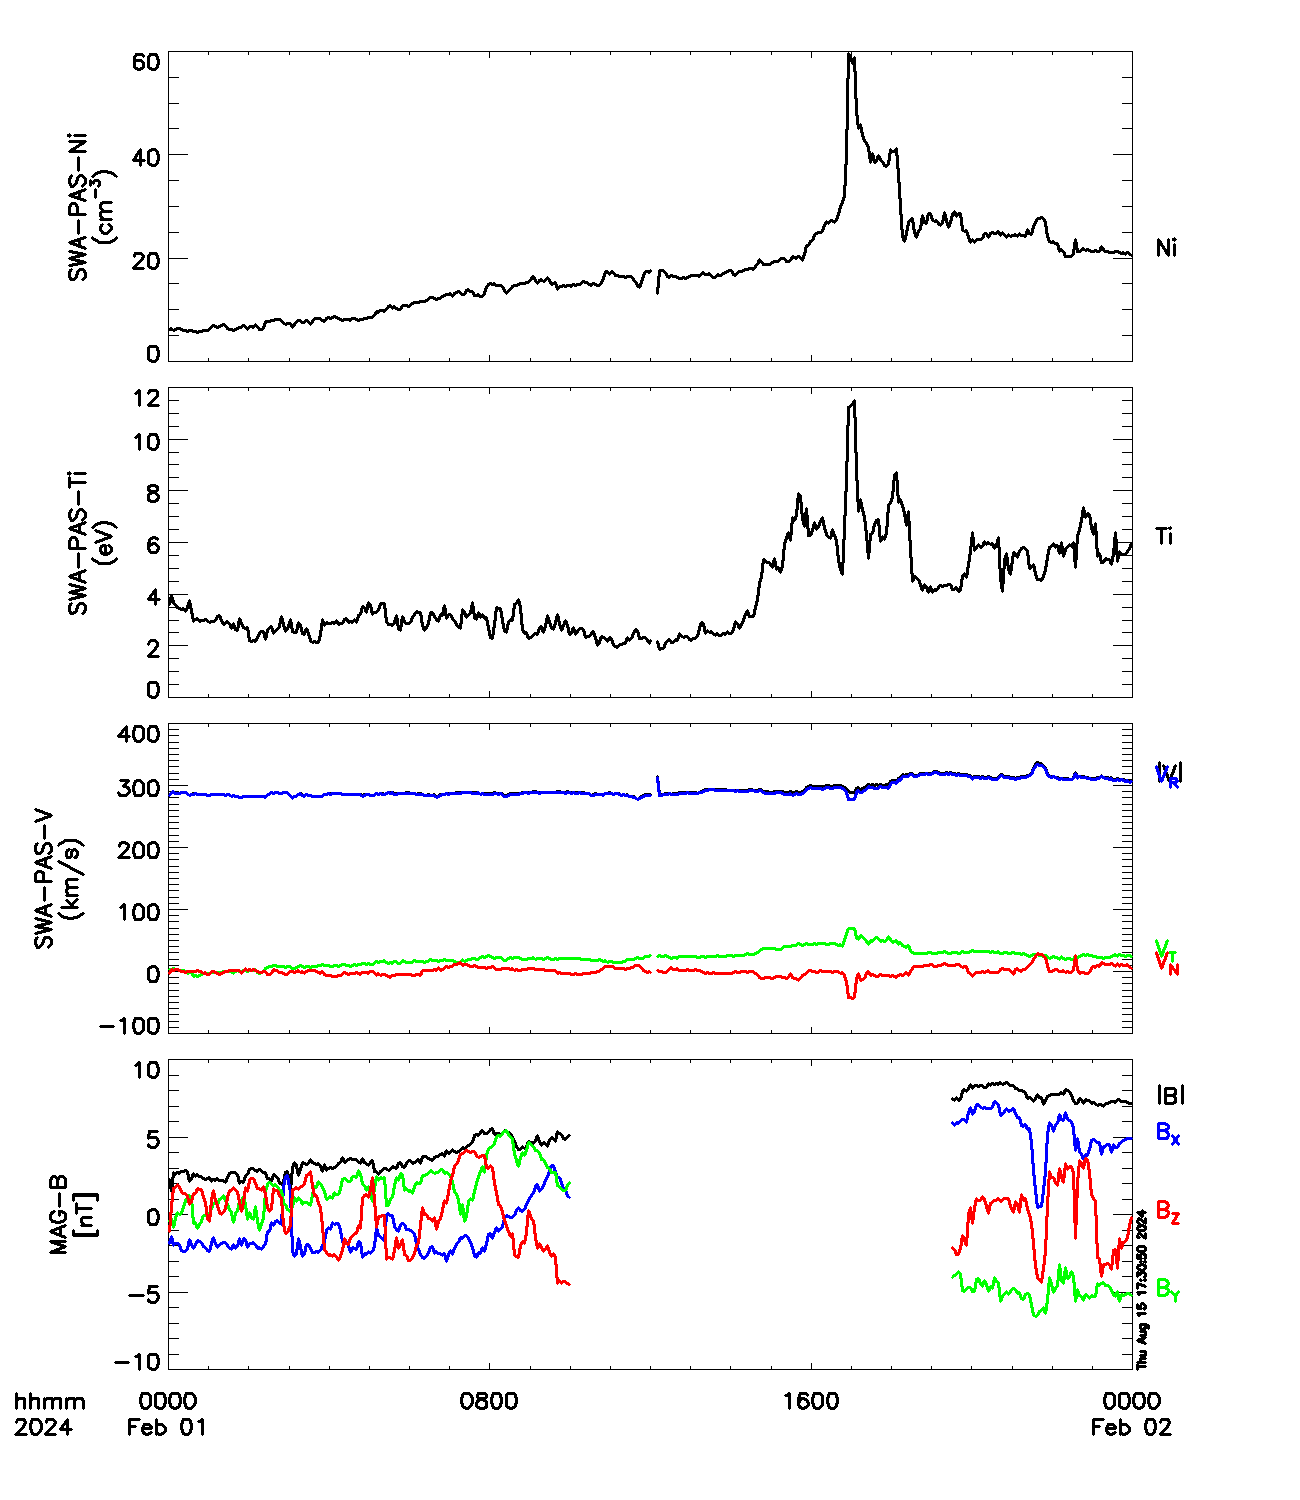 60
40
20
0
SWA-PAS-Ni
(cm-3)
Ni
12
10
8
6
4
2
0
SWA-PAS-Ti
(eV)
Ti
400
300
200
100
0
-100
SWA-PAS-V
(km/s)
|V|
VR
VT
VN
10
5
0
-5
-10
MAG-B
[nT]
|B|
BX
BZ
BY
Thu Aug 15 17:30:50 2024
hhmm 0000 0800 1600 0000
2024 Feb 01 Feb 02